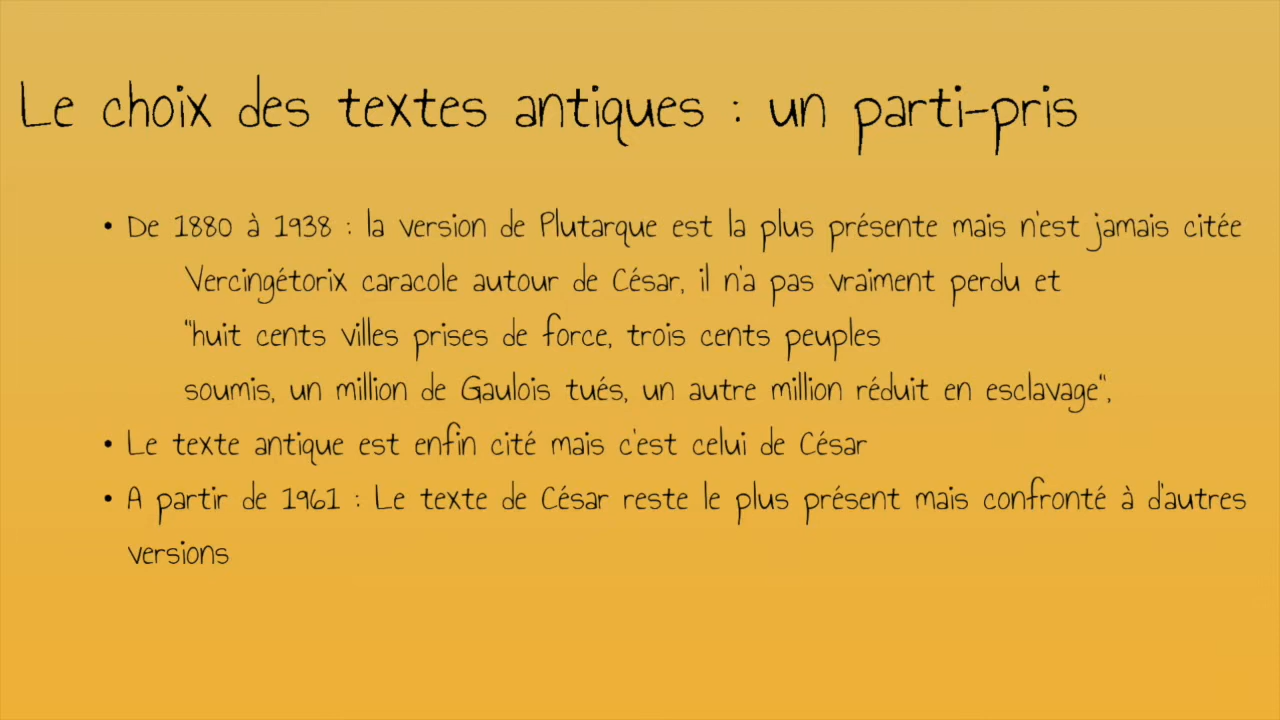 Le choix des textes antiques : un parti-pris
• De 1880 à 1938 : la version de Plutarque est la plus présente mais n'est jamais citée
Vercingétorix caracole autour de César, il n'a pas vraiment perdu et
"huit cents villes prises de force, trois cents peuples
soumis, un million de Gaulois tués, un autre million réduit en esclavage",
• Le texte antique est enfin cité mais c'est celui de César
• A partir de 1961 : Le texte de César reste le plus présent mais confronté à d'autres
versions